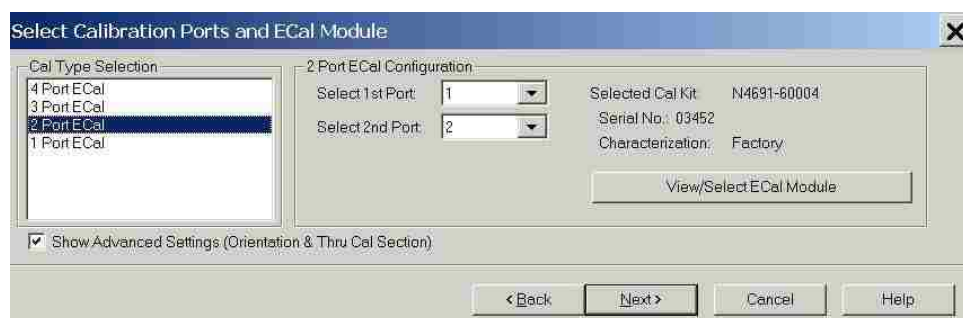 Select Calibration Ports and ECal Module
Cal Type Selection
4 Port ECal
3 Port ECal
2 Port ECal
1 Port ECal
2 Port ECal Configuration
Select 1st Port: 1
Select 2nd Port: 2
Selected Cal Kit: N4691-60004
Serial No.: 03452
Characterization: Factory
View/Select ECal Module
Show Advanced Settings (Orientation & Thru Cal Section)
< Back
Next >
Cancel
Help